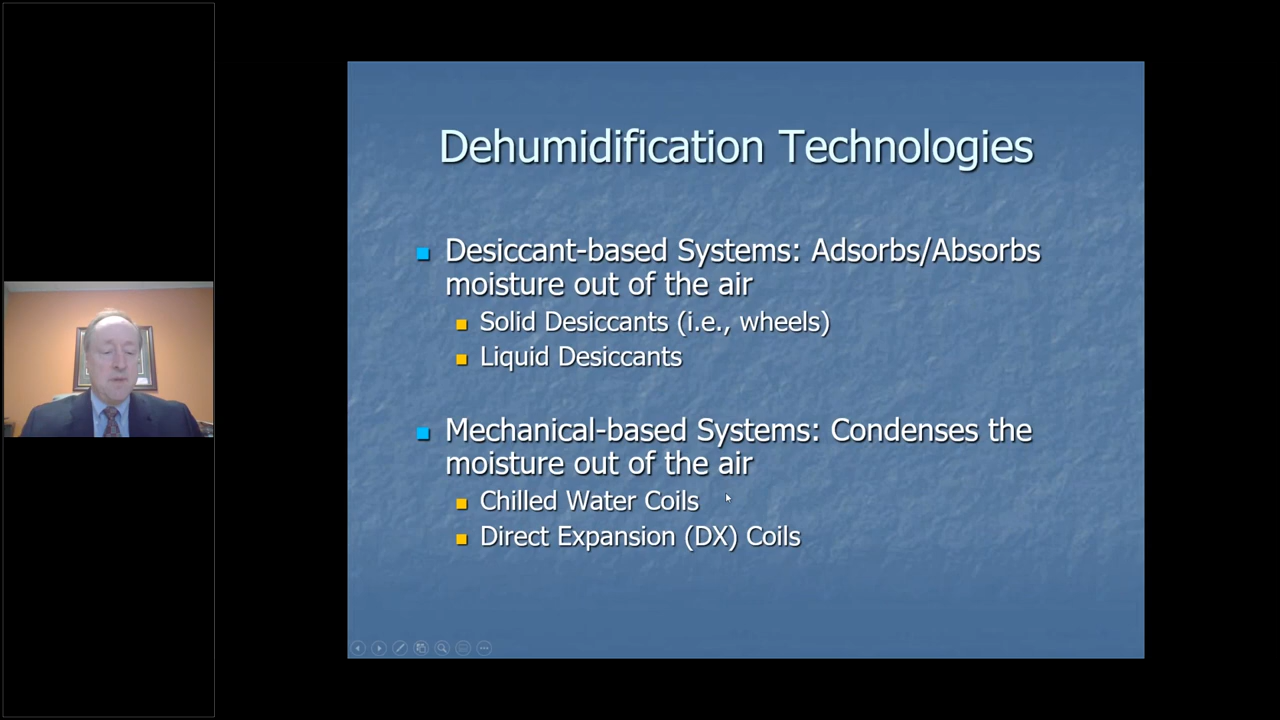 Dehumidification Technologies
Desiccant-based Systems: Adsorbs/Absorbs
moisture out of the air
Solid Desiccants (i.e., wheels)
Liquid Desiccants
Mechanical-based Systems: Condenses the
moisture out of the air
Chilled Water Coils
Direct Expansion (DX) Coils